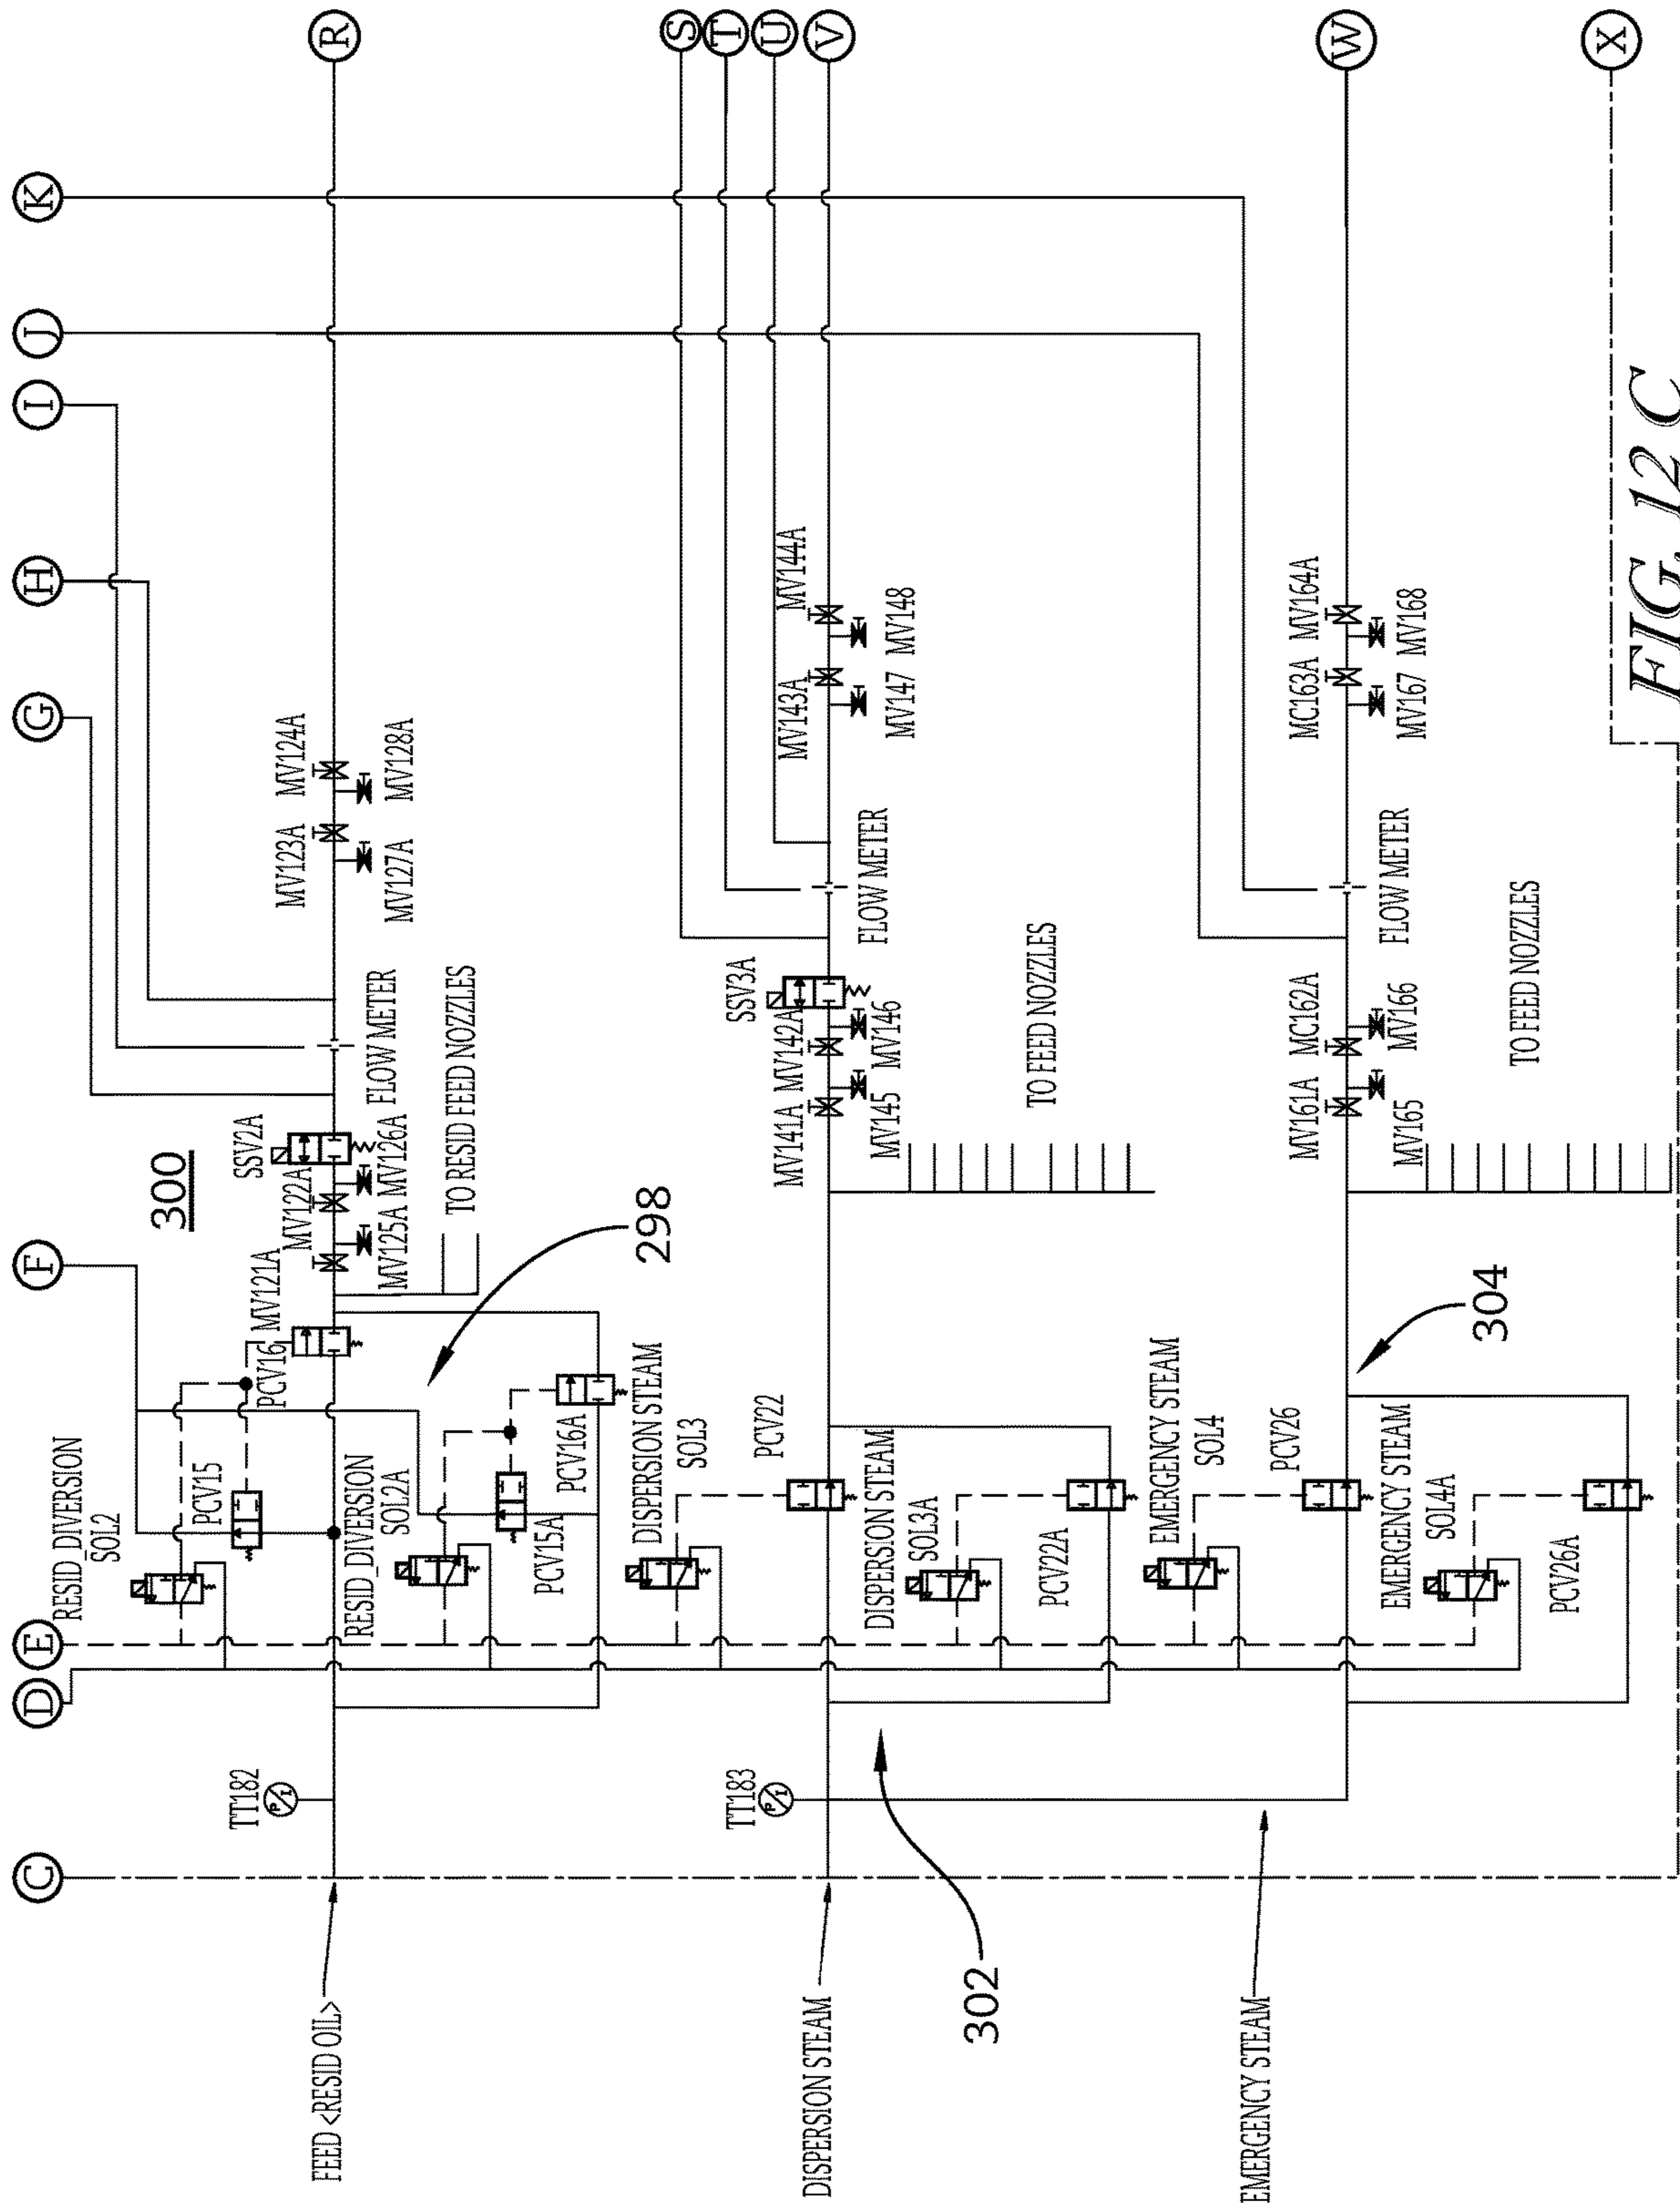 C
D
E
F
G
H
I
J
K
RESID_DIVERSION
SOL2
PCV15
PCV16
MV121A
MV122A
SSV2A
300
MV125A
MV126A
FLOW METER
MV123A
MV124A
MV127A
MV128A
R
TT182
P/I
FEED <RESID OIL>
RESID_DIVERSION
SOL2A
PCV15A
PCV16A
298
TO RESID FEED NOZZLES
DISPERSION STEAM
SOL3
PCV22
S
T
U
V
TT183
P/I
DISPERSION STEAM
302
DISPERSION STEAM
SOL3A
PCV22A
MV141A
MV142A
SSV3A
MV145
MV146
FLOW METER
MV143A
MV144A
MV147
MV148
TO FEED NOZZLES
EMERGENCY STEAM
SOL4
PCV26
304
EMERGENCY STEAM
EMERGENCY STEAM
SOL4A
PCV26A
MV161A
MC162A
MV165
MV166
FLOW METER
MC163A
MV164A
MV167
MV168
W
TO FEED NOZZLES
X
FIG. 12 C